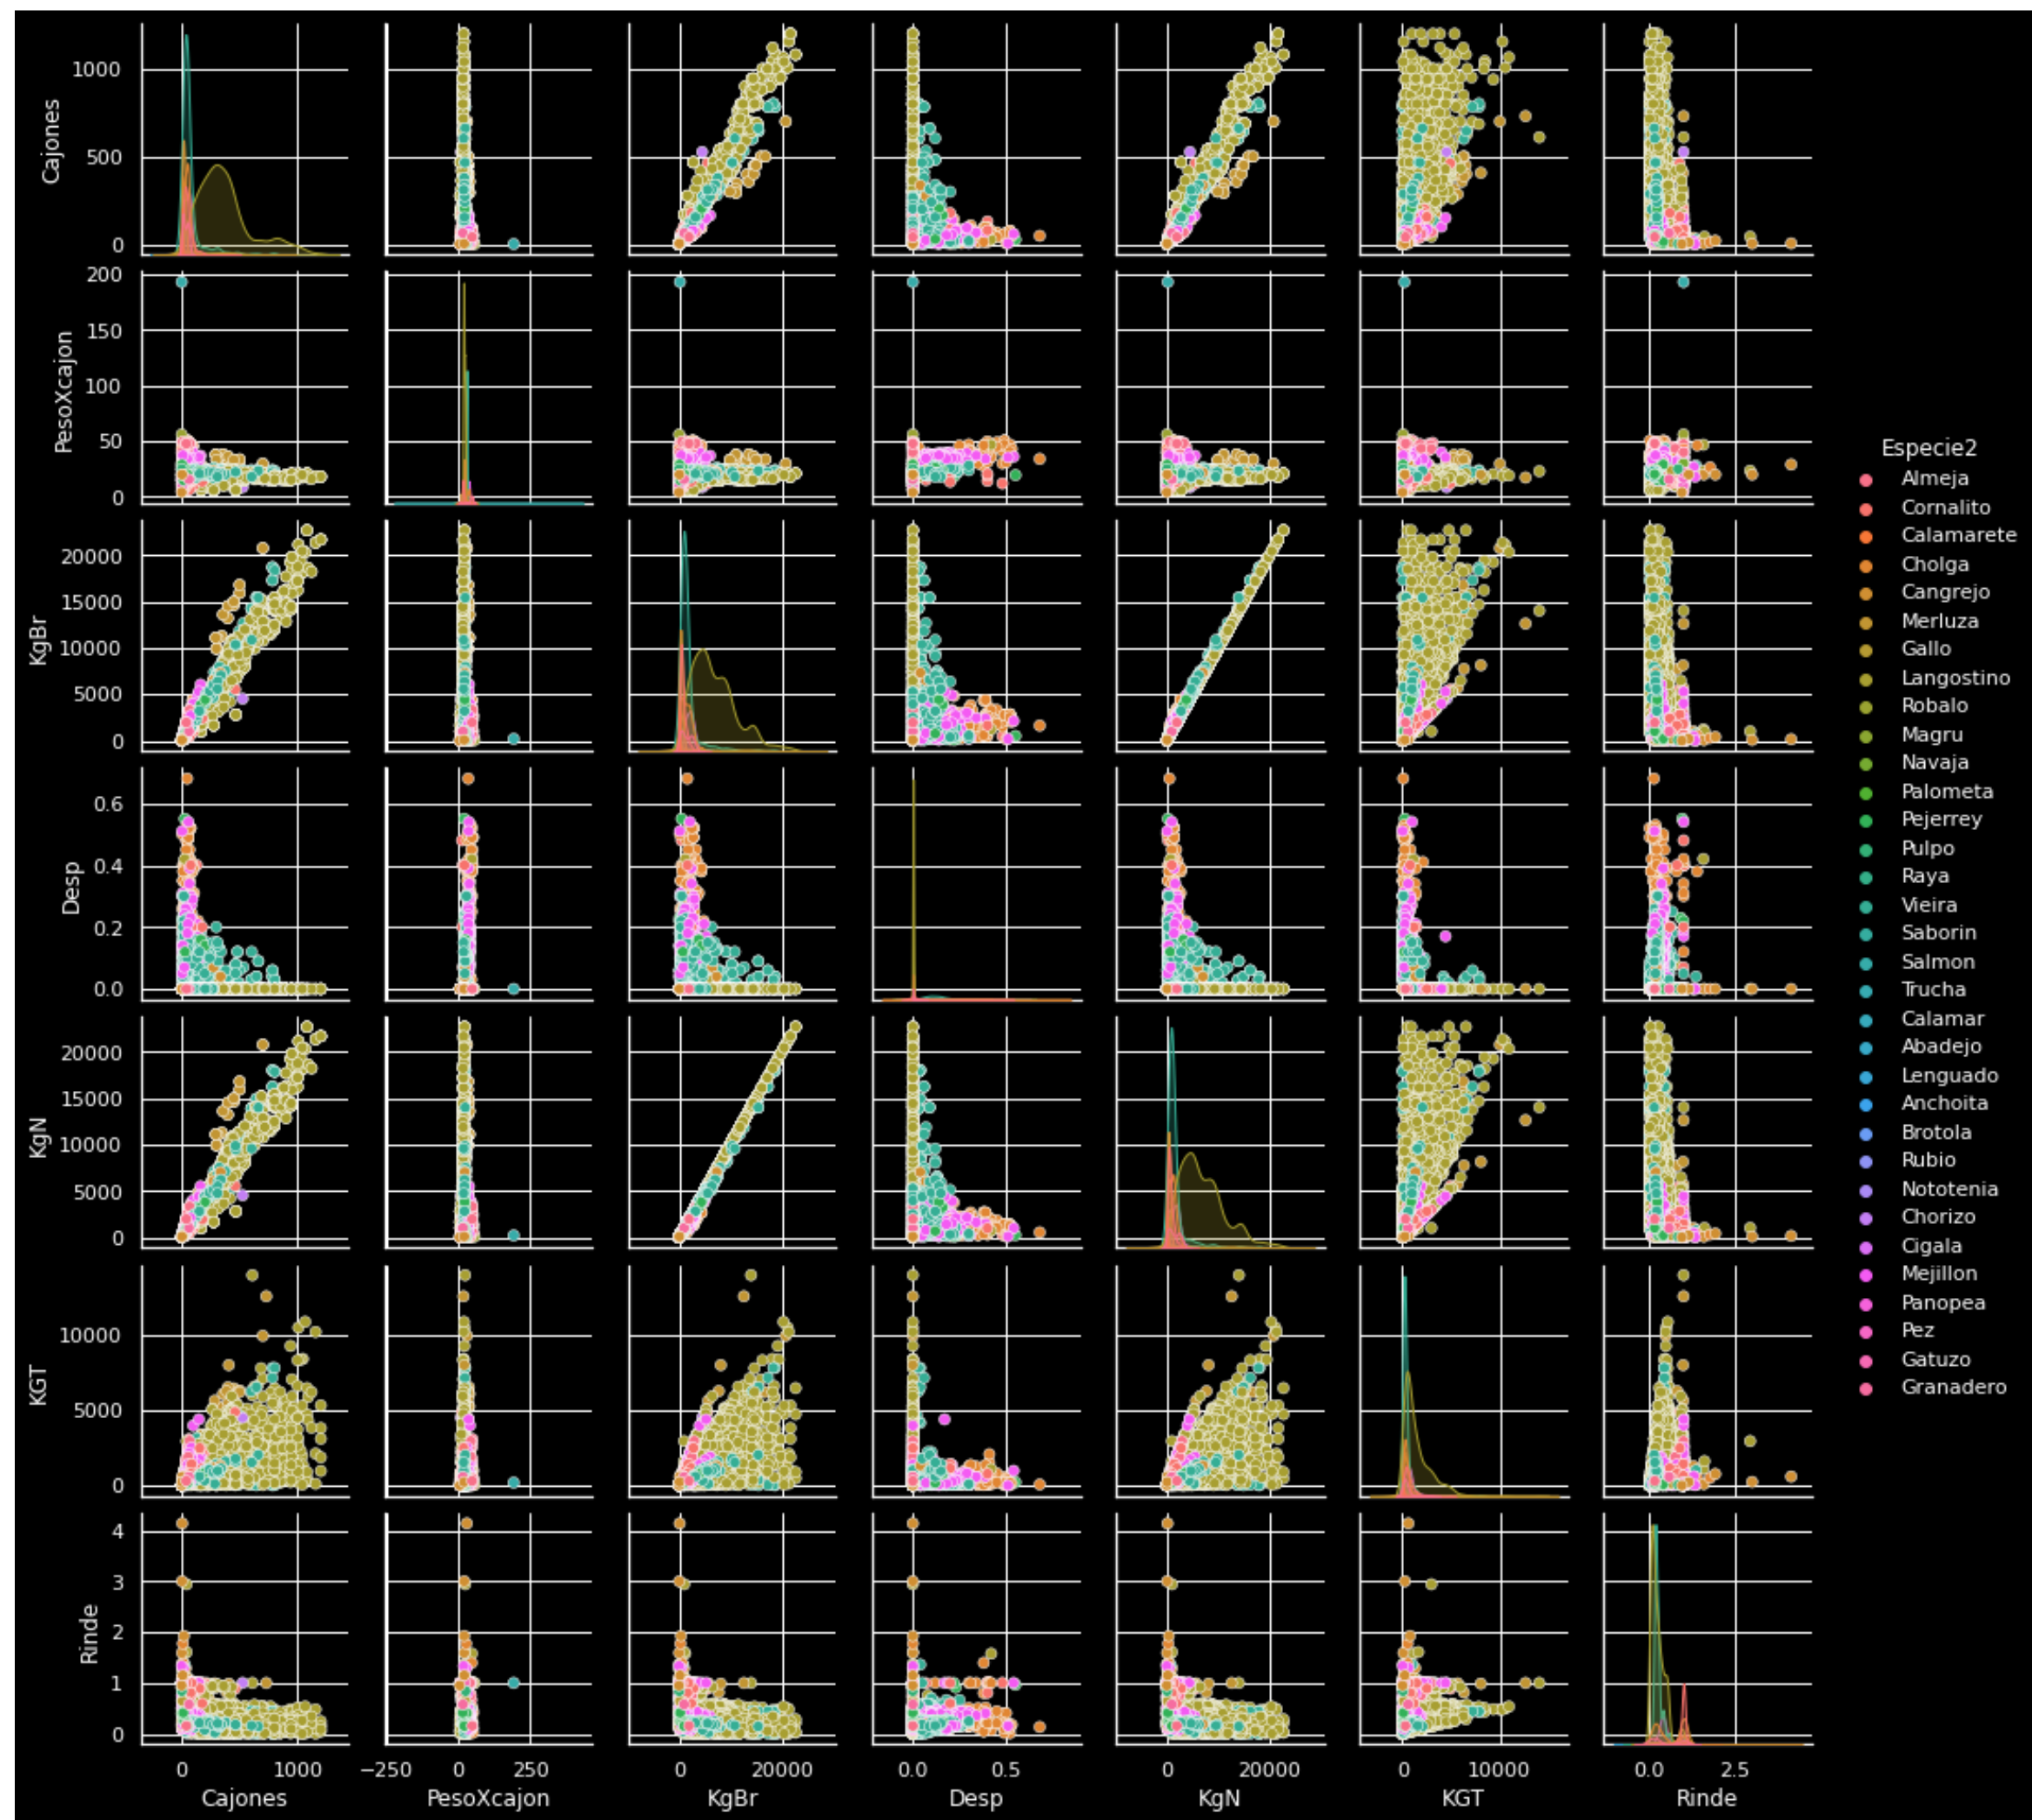 Cajones
1000
500
0
PesoXcajon
200
150
100
50
0
KgBr
20000
15000
10000
5000
0
Desp
0.6
0.4
0.2
0.0
KgN
20000
15000
10000
5000
0
KGT
10000
5000
0
Rinde
4
3
2
1
0
0 1000
Cajones
−250 0 250
PesoXcajon
0 20000
KgBr
0.0 0.5
Desp
0 20000
KgN
0 10000
KGT
0.0 2.5
Rinde
Especie2
Almeja
Cornalito
Calamarete
Cholga
Cangrejo
Merluza
Gallo
Langostino
Robalo
Magru
Navaja
Palometa
Pejerrey
Pulpo
Raya
Vieira
Saborin
Salmon
Trucha
Calamar
Abadejo
Lenguado
Anchoita
Brotola
Rubio
Nototenia
Chorizo
Cigala
Mejillon
Panopea
Pez
Gatuzo
Granadero